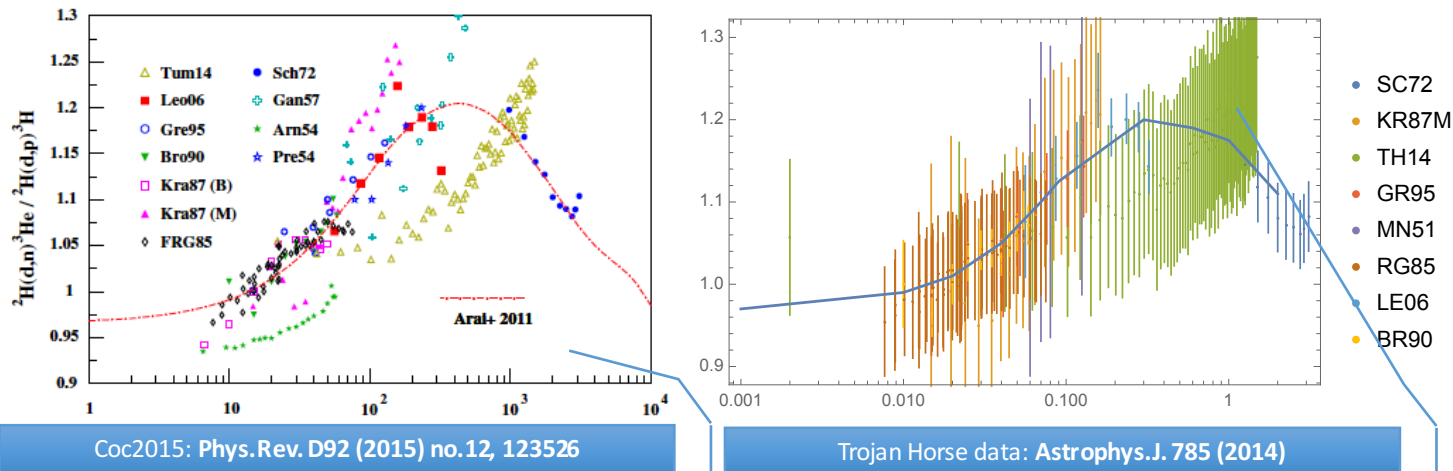 1.3
1.25
1.2
1.15
1.1
1.05
1
0.95
0.9
²H(d,n)³He / ²H(d,p)³H
Tum14
Leo06
Gre95
Bro90
Kra87 (B)
Kra87 (M)
FRG85
Sch72
Gan57
Arn54
Pre54
Arai+ 2011
1 10 10² 10³ 10⁴
Coc2015: Phys.Rev. D92 (2015) no.12, 123526
1.3
1.2
1.1
1.0
0.9
0.001 0.010 0.100 1
SC72
KR87M
TH14
GR95
MN51
RG85
LE06
BR90
Trojan Horse data: Astrophys.J. 785 (2014)